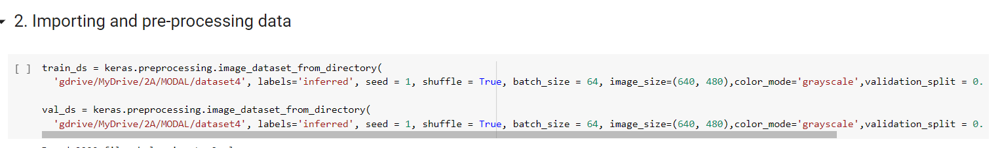 2. Importing and pre-processing data
[ ] train_ds = keras.preprocessing.image_dataset_from_directory(
'gdrive/MyDrive/2A/MODAL/dataset4', labels='inferred', seed = 1, shuffle = True, batch_size = 64, image_size=(640, 480),color_mode='grayscale',validation_split = 0.
val_ds = keras.preprocessing.image_dataset_from_directory(
'gdrive/MyDrive/2A/MODAL/dataset4', labels='inferred', seed = 1, shuffle = True, batch_size = 64, image_size=(640, 480),color_mode='grayscale',validation_split = 0.